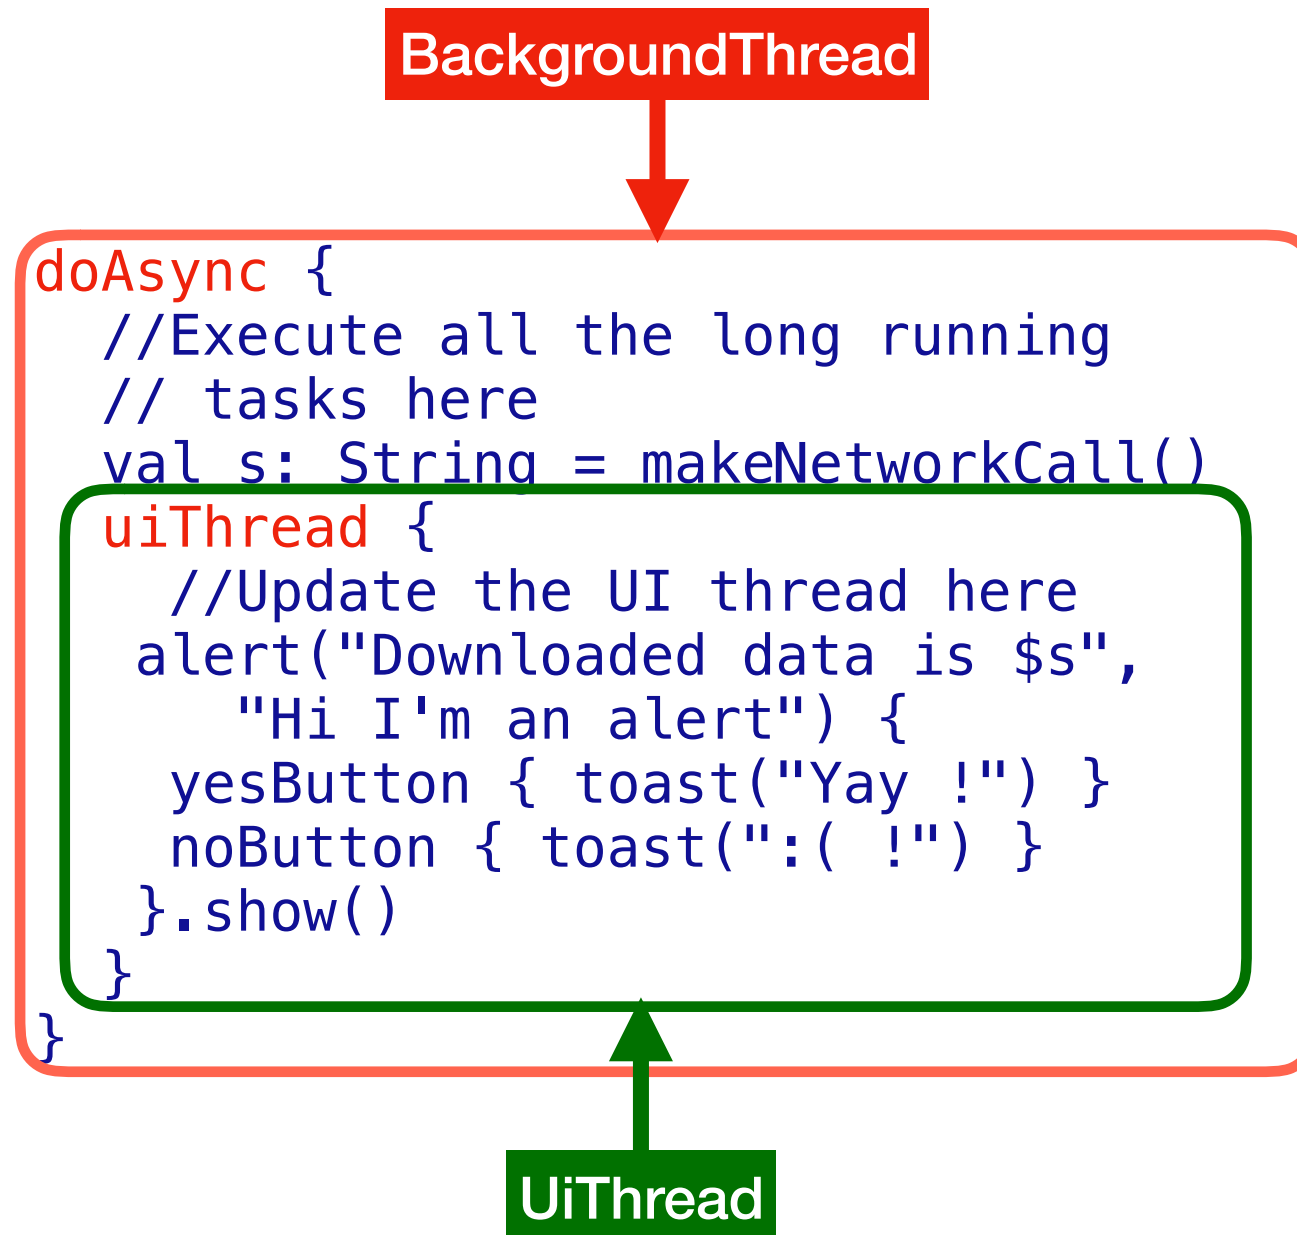 BackgroundThread
doAsync {
//Execute all the long running
// tasks here
val s: String = makeNetworkCall()
uiThread {
//Update the UI thread here
alert("Downloaded data is $s",
"Hi I'm an alert") {
yesButton { toast("Yay !") }
noButton { toast(":( !") }
}.show()
}
}
UiThread